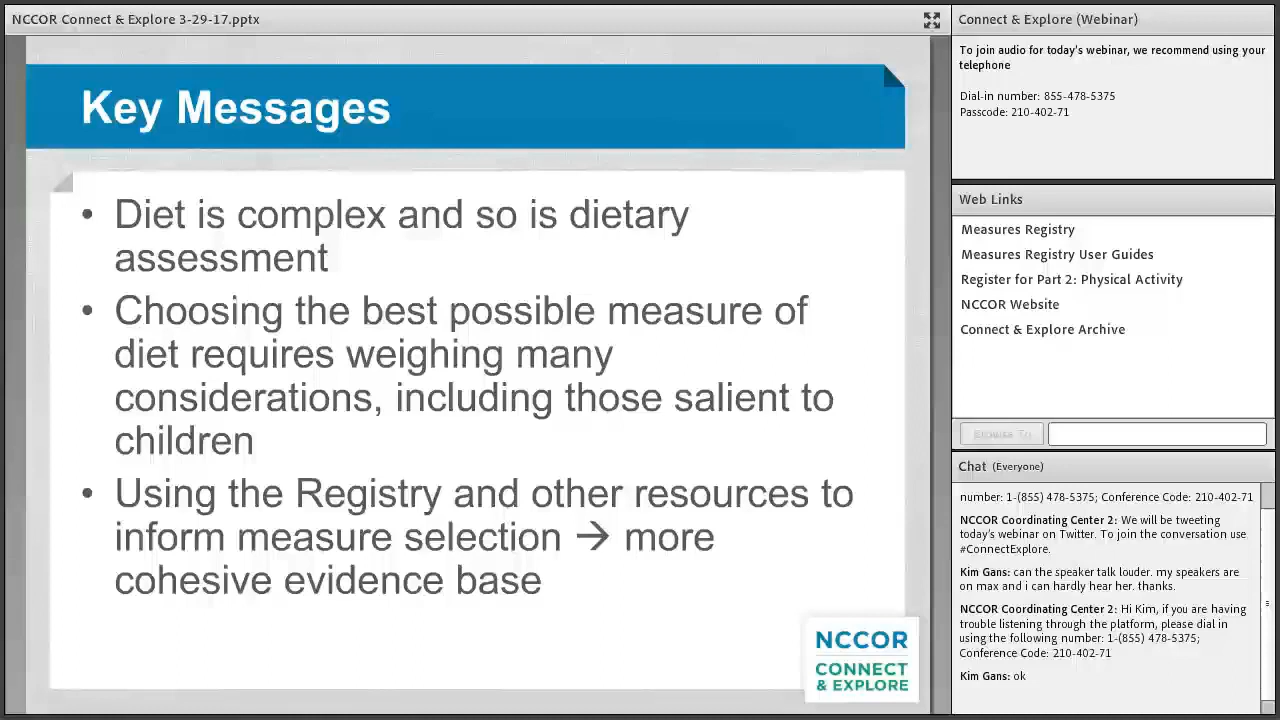 NCCOR Connect & Explore 3-29-17.pptx
Key Messages
• Diet is complex and so is dietary
assessment
• Choosing the best possible measure of
diet requires weighing many
considerations, including those salient to
children
• Using the Registry and other resources to
inform measure selection → more
cohesive evidence base
NCCOR
CONNECT
& EXPLORE
Connect & Explore (Webinar)
To join audio for today's webinar, we recommend using your
telephone
Dial-in number: 855-478-5375
Passcode: 210-402-71
Web Links
Measures Registry
Measures Registry User Guides
Register for Part 2: Physical Activity
NCCOR Website
Connect & Explore Archive
Browse To
Chat (Everyone)
number: 1-(855) 478-5375; Conference Code: 210-402-71
NCCOR Coordinating Center 2: We will be tweeting
today's webinar on Twitter. To join the conversation use
#ConnectExplore.
Kim Gans: can the speaker talk louder. my speakers are
on max and i can hardly hear her. thanks.
NCCOR Coordinating Center 2: Hi Kim, if you are having
trouble listening through the platform, please dial in
using the following number: 1-(855) 478-5375;
Conference Code: 210-402-71
Kim Gans: ok